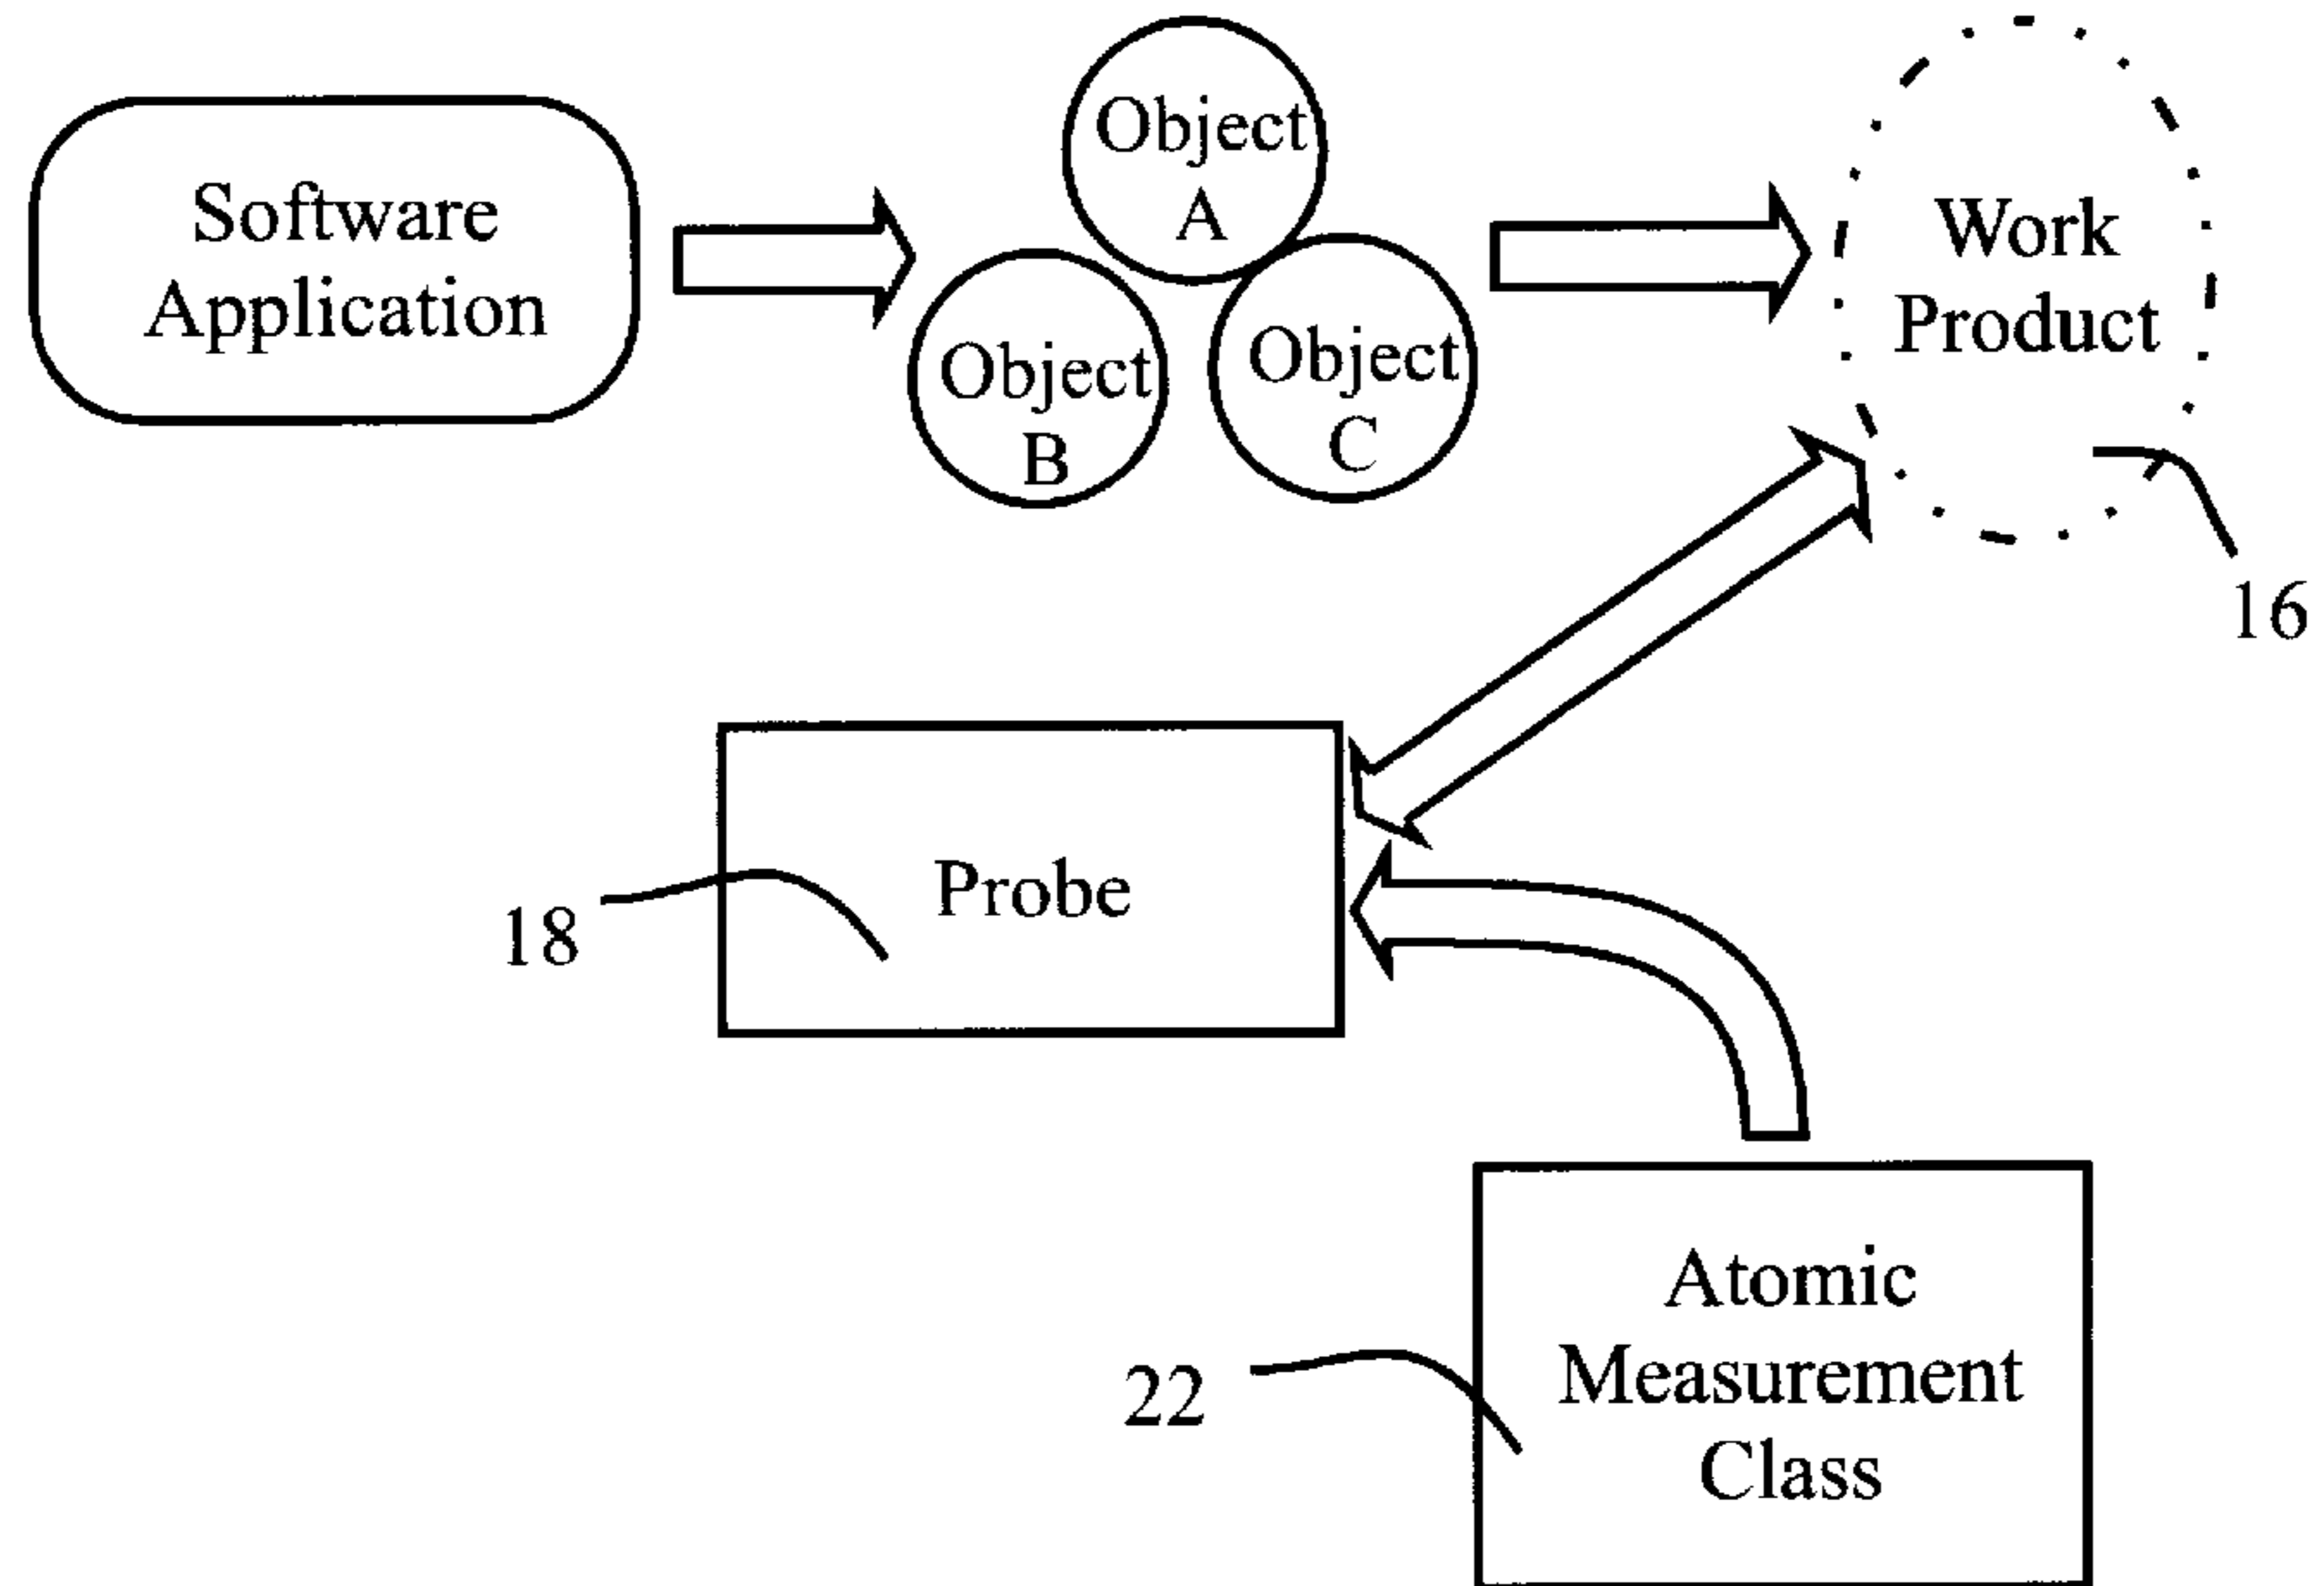 Software
Application
Object
A
Object
B
Object
C
Work
Product
16
Probe
18
Atomic
Measurement
Class
22